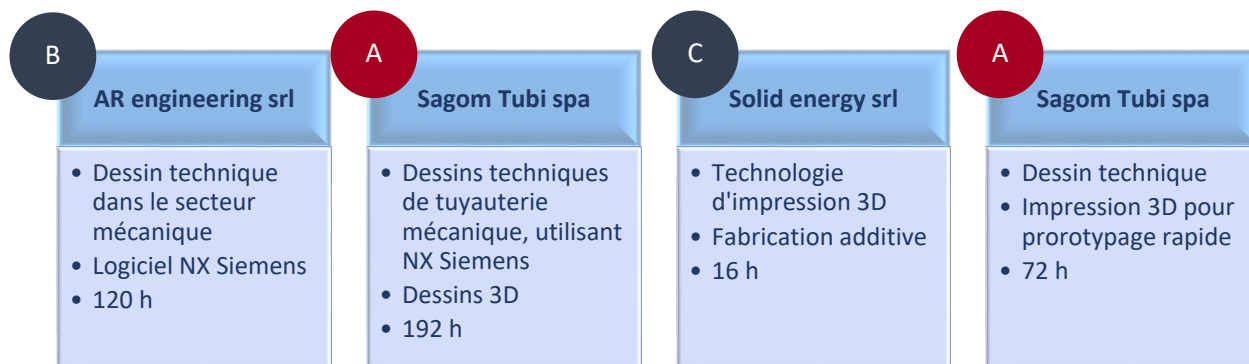 B
AR engineering srl
• Dessin technique
dans le secteur
mécanique
• Logiciel NX Siemens
• 120 h
A
Sagom Tubi spa
• Dessins techniques
de tuyauterie
mécanique, utilisant
NX Siemens
• Dessins 3D
• 192 h
C
Solid energy srl
• Technologie
d'impression 3D
• Fabrication additive
• 16 h
A
Sagom Tubi spa
• Dessin technique
• Impression 3D pour
prorotypage rapide
• 72 h